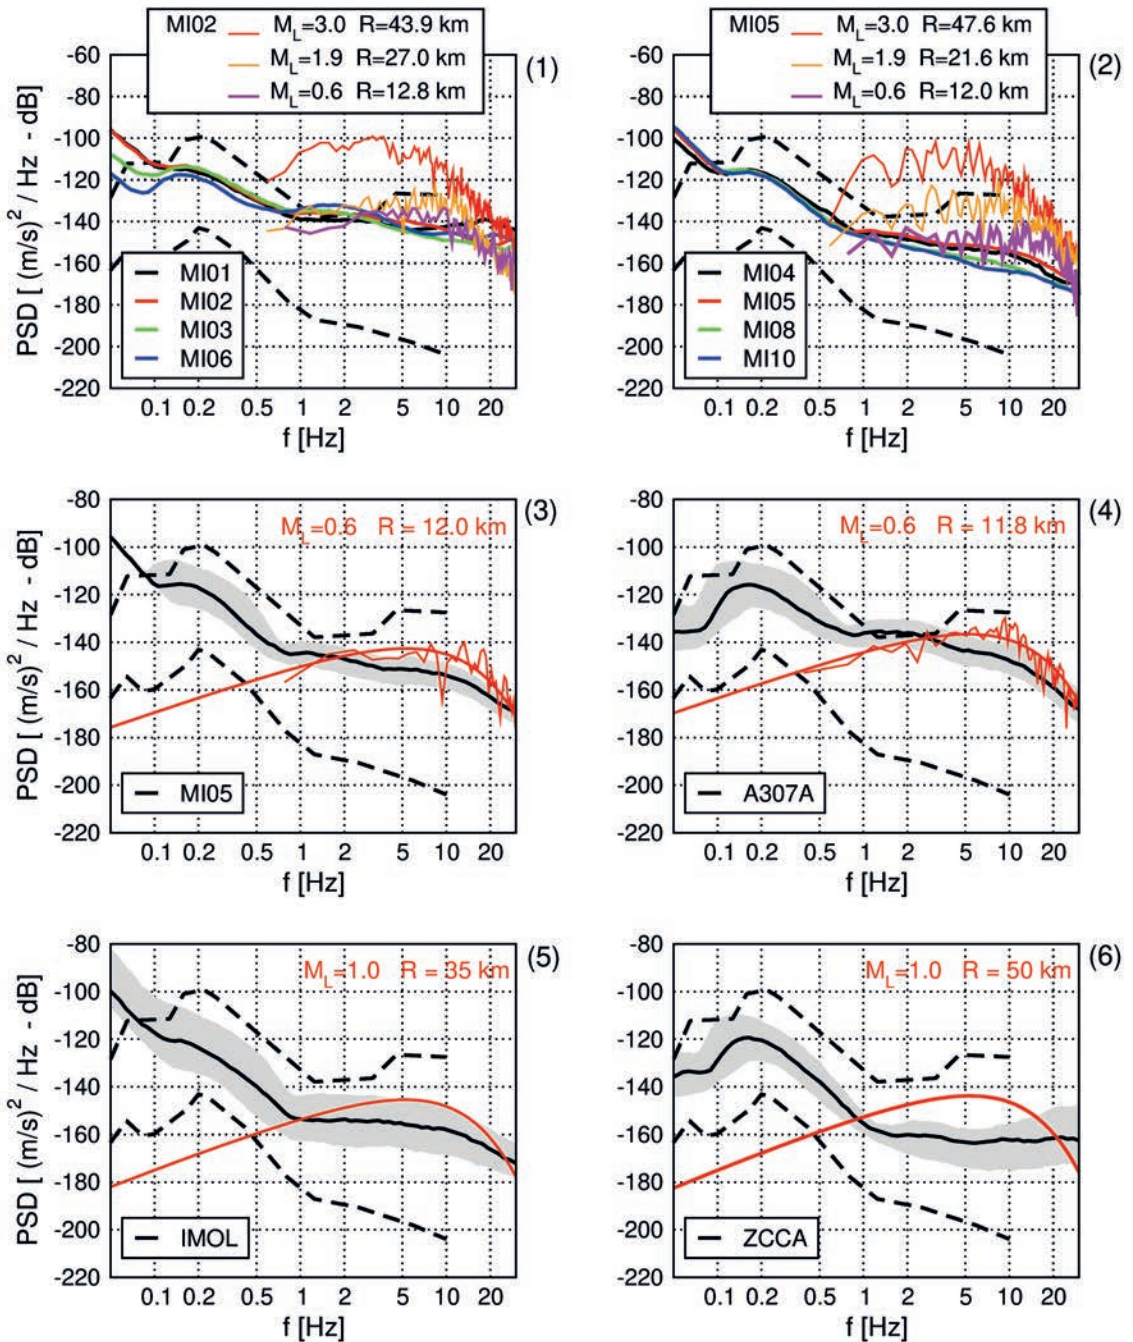 MI02 M_L=3.0 R=43.9 km
M_L=1.9 R=27.0 km
M_L=0.6 R=12.8 km
(1)
-60
-80
-100
-120
-140
-160
-180
-200
-220
PSD [ (m/s)² / Hz - dB]
MI01
MI02
MI03
MI06
0.1 0.2 0.5 1 2 5 10 20
f [Hz]
MI05 M_L=3.0 R=47.6 km
M_L=1.9 R=21.6 km
M_L=0.6 R=12.0 km
(2)
-60
-80
-100
-120
-140
-160
-180
-200
-220
MI04
MI05
MI08
MI10
0.1 0.2 0.5 1 2 5 10 20
f [Hz]
(3)
M_L=0.6 R = 12.0 km
-80
-100
-120
-140
-160
-180
-200
-220
PSD [ (m/s)² / Hz - dB]
MI05
0.1 0.2 0.5 1 2 5 10 20
f [Hz]
(4)
M_L=0.6 R = 11.8 km
-80
-100
-120
-140
-160
-180
-200
-220
A307A
0.1 0.2 0.5 1 2 5 10 20
f [Hz]
(5)
M_L=1.0 R = 35 km
-80
-100
-120
-140
-160
-180
-200
-220
PSD [ (m/s)² / Hz - dB]
IMOL
0.1 0.2 0.5 1 2 5 10 20
f [Hz]
(6)
M_L=1.0 R = 50 km
-80
-100
-120
-140
-160
-180
-200
-220
ZCCA
0.1 0.2 0.5 1 2 5 10 20
f [Hz]